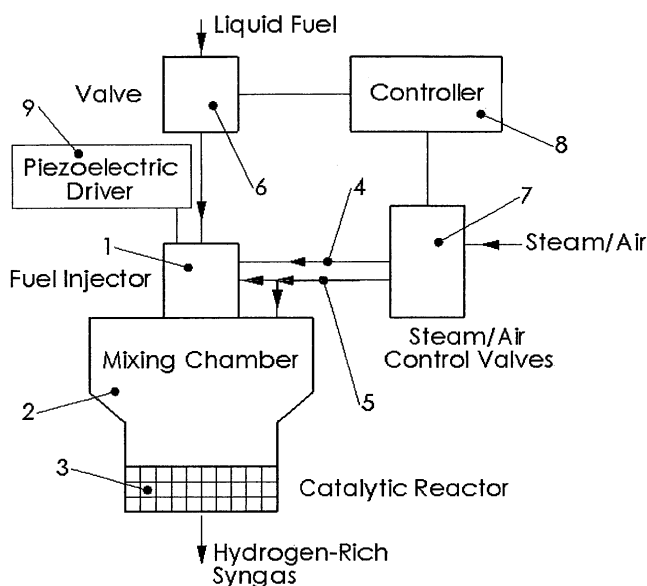 Liquid Fuel
Valve
Controller
9
8
Piezoelectric
Driver
6
4
7
1
Steam/Air
Fuel Injector
Steam/Air
Control Valves
Mixing Chamber
2
5
3
Catalytic Reactor
Hydrogen-Rich
Syngas